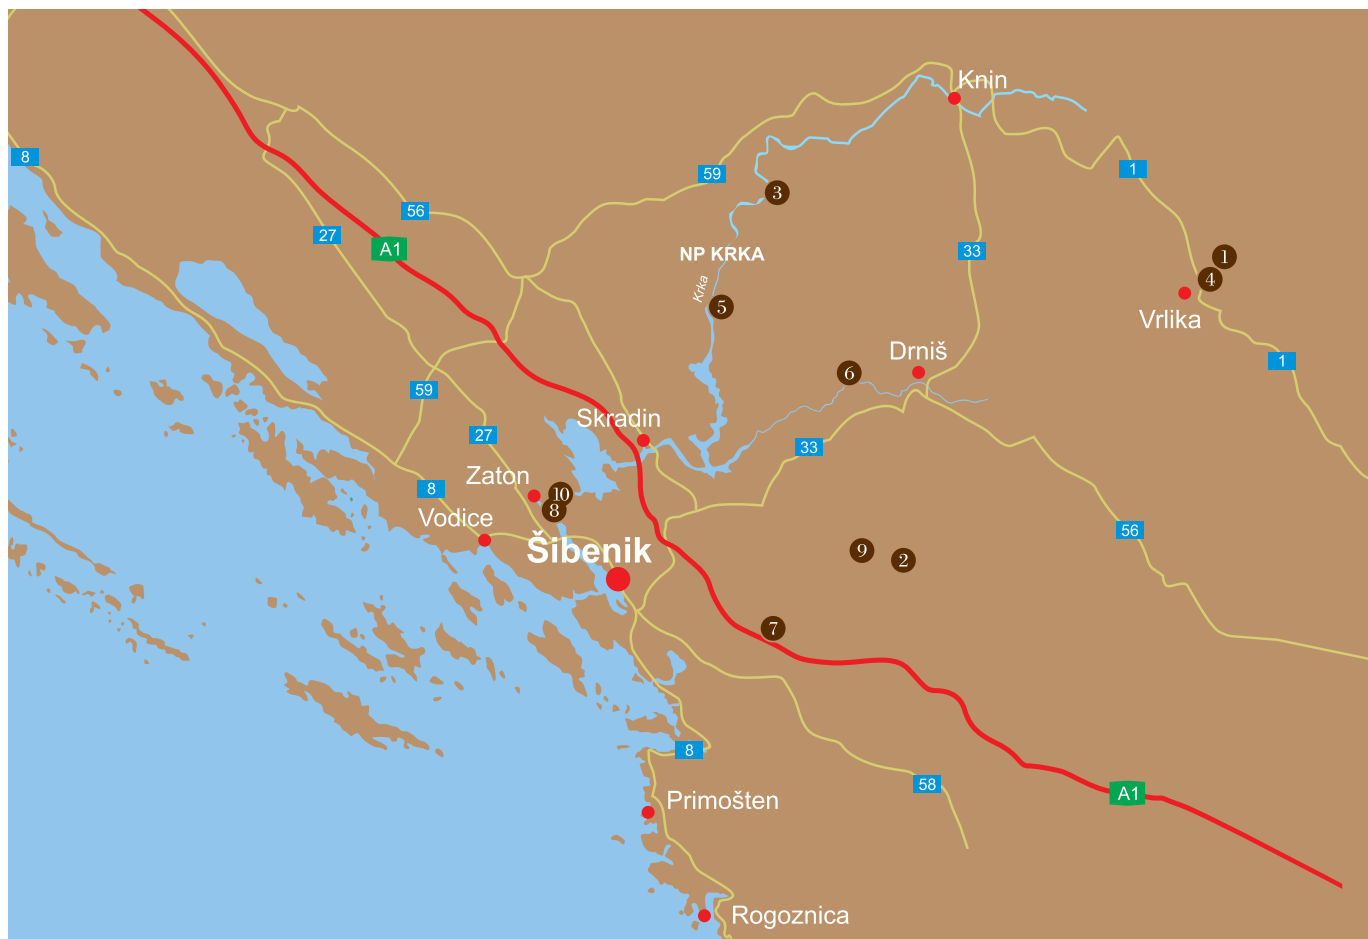 Knin
8
1
59
3
56
27
33
A1
NP KRKA
1
4
Krka
5
Vrlika
Drniš
1
6
59
Skradin
27
33
Zaton
8
10
8
Vodice
56
Šibenik
9
2
7
8
Primošten
58
A1
Rogoznica